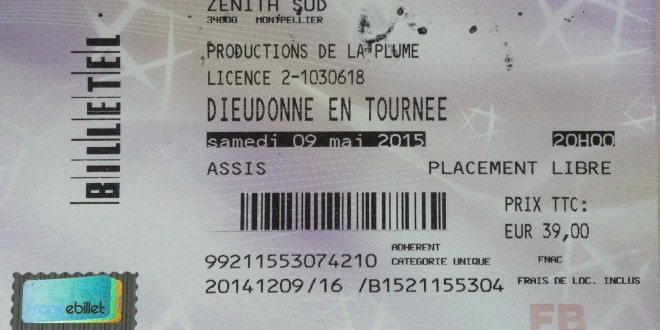 ZENITH SUD
34000 MONTPELLIER
PRODUCTIONS DE LA PLUME
LICENCE 2-1030618
DIEUDONNE EN TOURNEE
samedi 09 mai 2015 20H00
ASSIS PLACEMENT LIBRE
PRIX TTC:
EUR 39,00
ADHERENT
99211553074210 CATEGORIE UNIQUE FNAC
20141209/16 /B1521155304 FRAIS DE LOC. INCLUS
BILLETEL
francebillet
FB